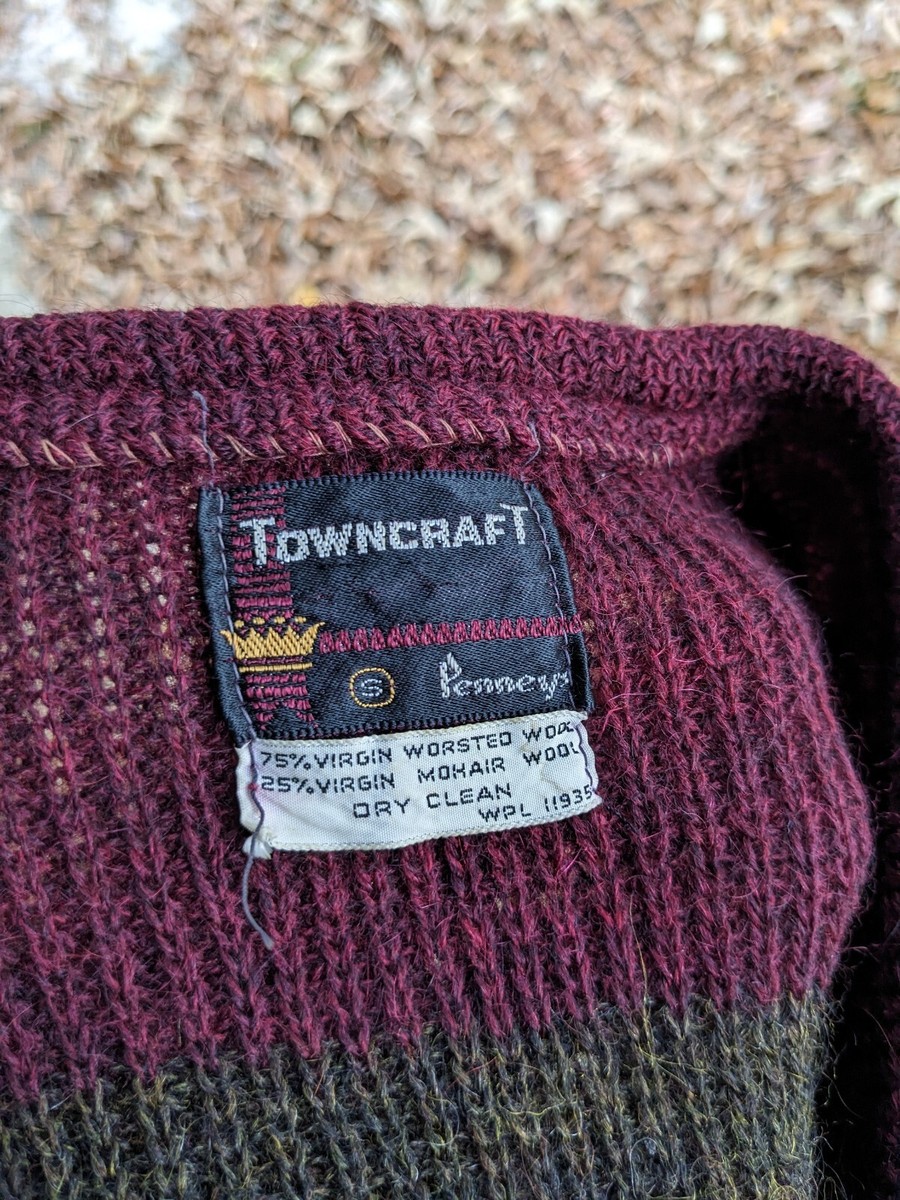 TOWNCRAFT
S Penneys
75% VIRGIN WORSTED WOOL
25% VIRGIN MOHAIR WOOL
DRY CLEAN
WPL 11935